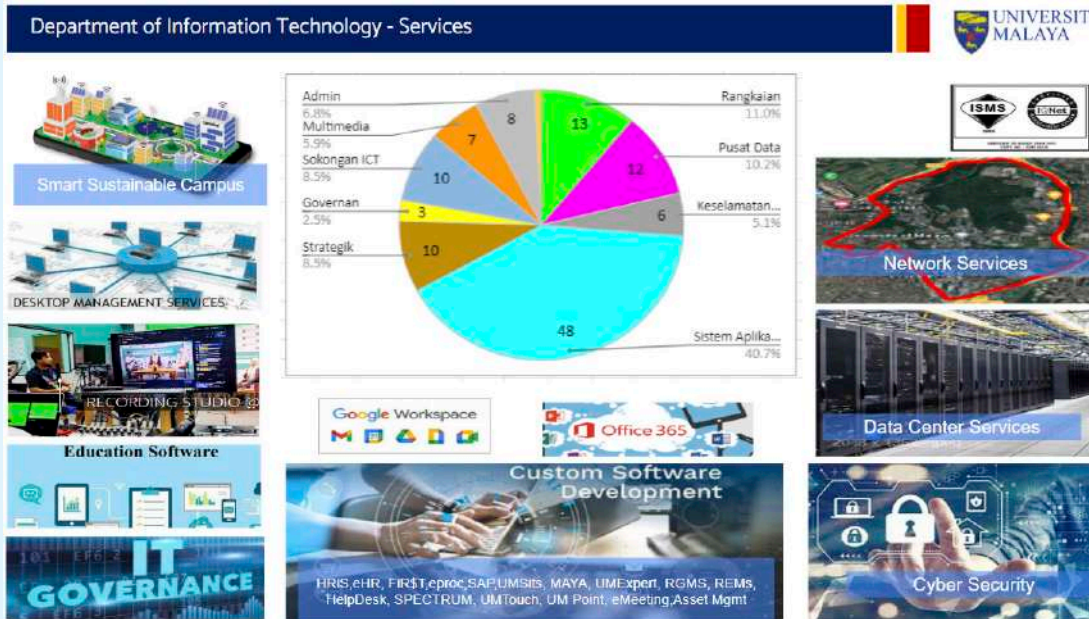 Department of Information Technology - Services
UNIVERSIT
MALAYA
Smart Sustainable Campus
DESKTOP MANAGEMENT SERVICES
RECORDING STUDIO @
Education Software
IT
GOVERNANCE
Admin
6.8%
Multimedia
5.9%
Sokongan ICT
8.5%
Governan
2.5%
Strategik
8.5%
8
7
10
3
10
13
12
6
48
Rangkaian
11.0%
Pusat Data
10.2%
Keselamatan...
5.1%
Sistem Aplika...
40.7%
Google Workspace
Office 365
Custom Software
Development
HRIS,eHR, FIR$T,eproc,SAP,UMSits, MAYA, UMExpert, RGMS, REMs,
HelpDesk, SPECTRUM, UMTouch, UM Point, eMeeting,Asset Mgmt
ISMS
IQNet
Network Services
Data Center Services
Cyber Security